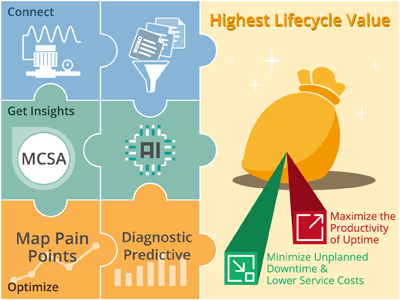 Connect
Get Insights
MCSA
AI
Map Pain
Points
Diagnostic
Predictive
Optimize
Highest Lifecycle Value
Maximize the
Productivity
of Uptime
Minimize Unplanned
Downtime &
Lower Service Costs